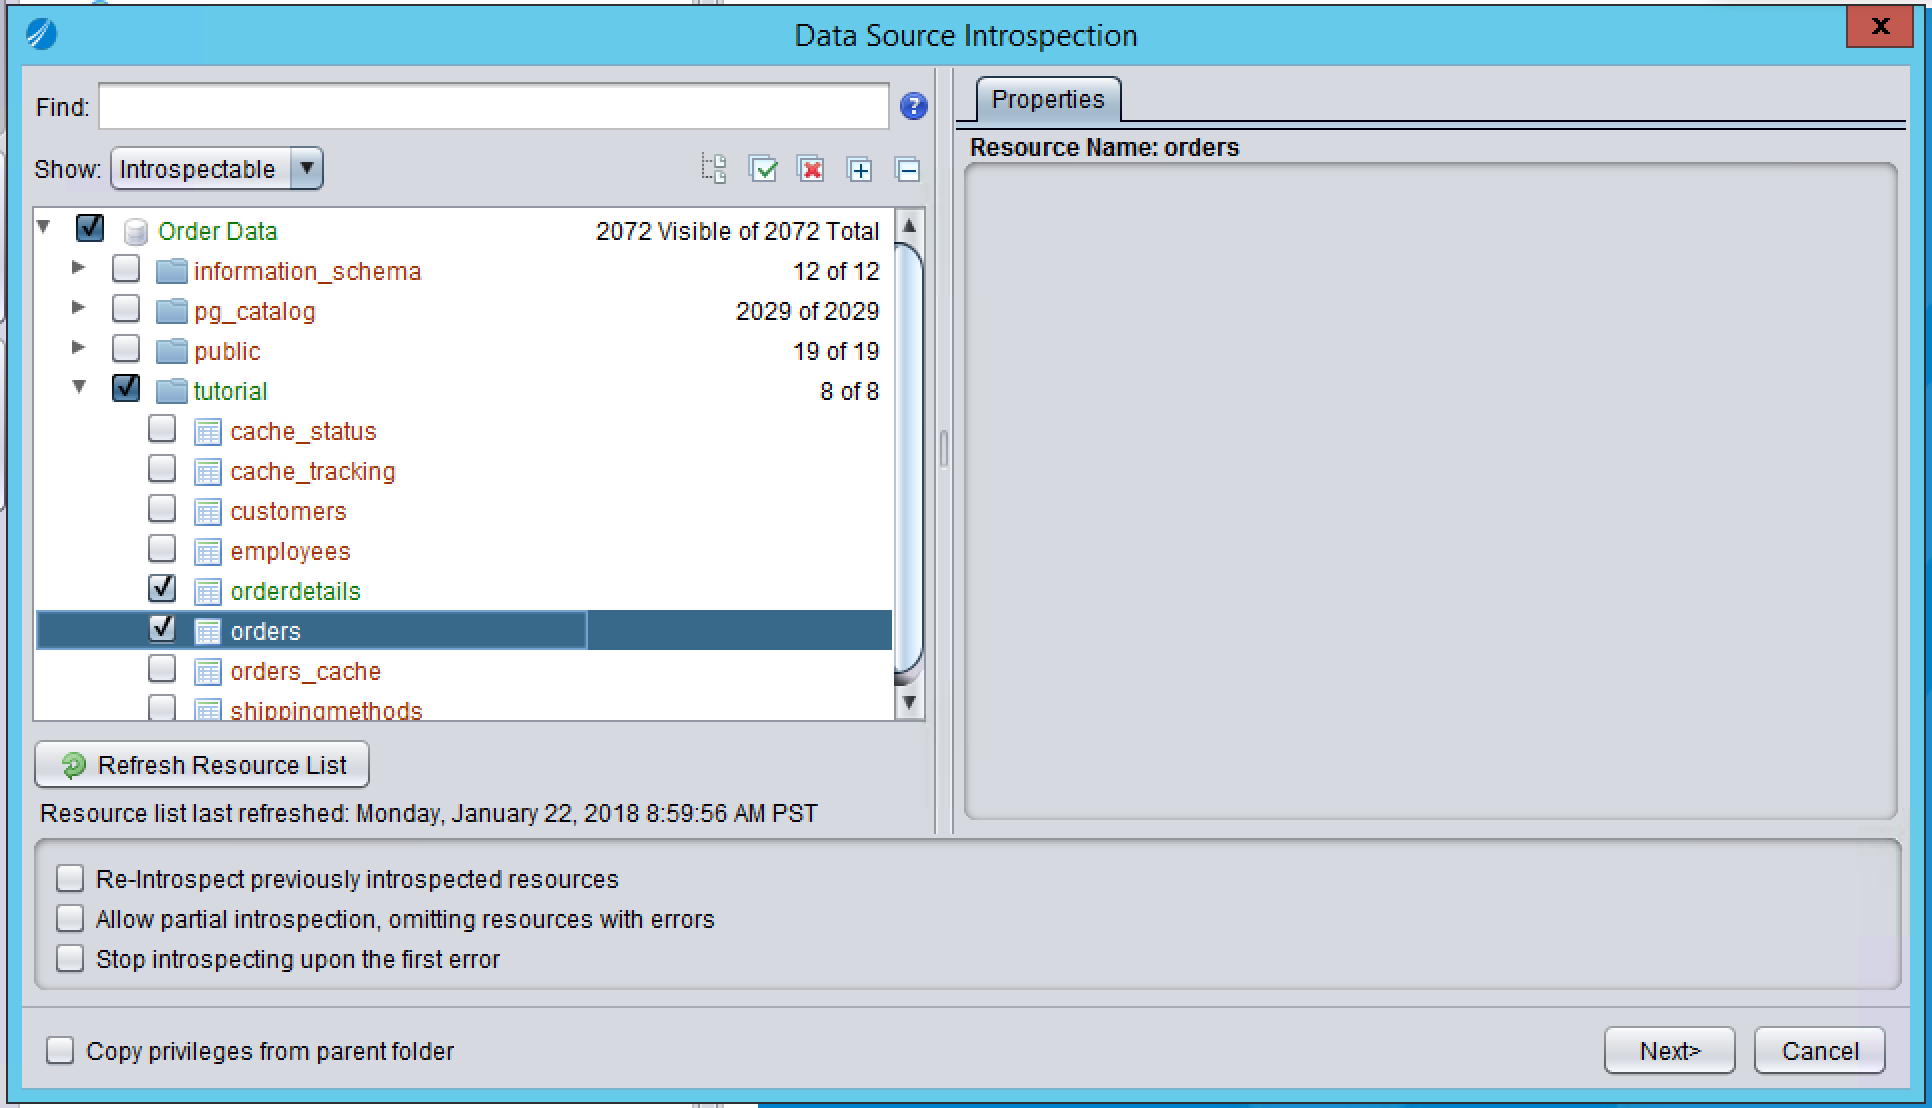 Data Source Introspection
X
Find:
?
Show: Introspectable
Order Data 2072 Visible of 2072 Total
information_schema 12 of 12
pg_catalog 2029 of 2029
public 19 of 19
tutorial 8 of 8
cache_status
cache_tracking
customers
employees
orderdetails
orders
orders_cache
shippingmethods
Refresh Resource List
Resource list last refreshed: Monday, January 22, 2018 8:59:56 AM PST
Properties
Resource Name: orders
Re-Introspect previously introspected resources
Allow partial introspection, omitting resources with errors
Stop introspecting upon the first error
Copy privileges from parent folder
Next>
Cancel